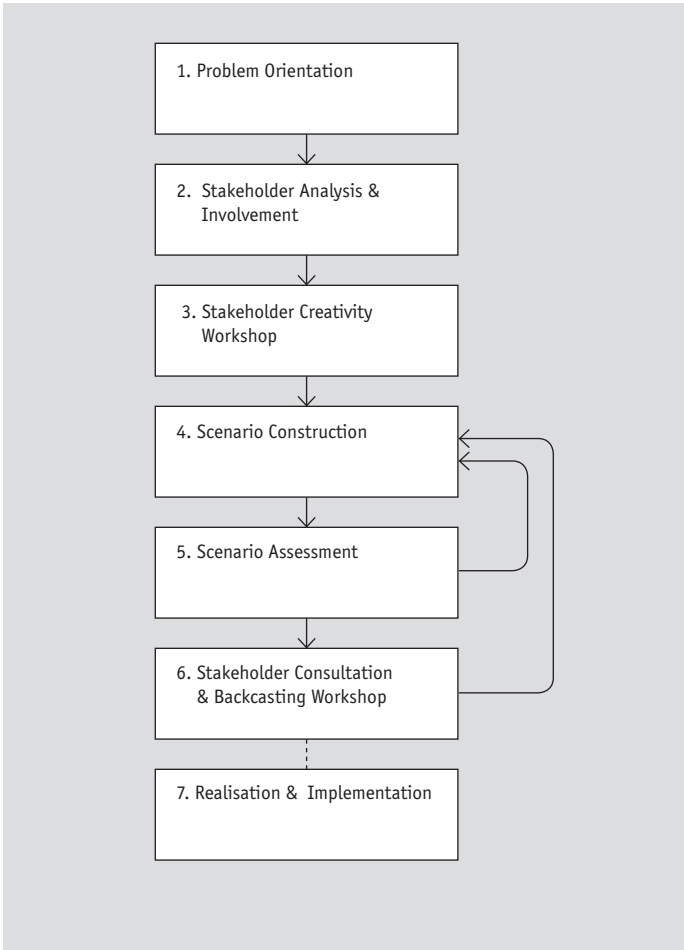 1. Problem Orientation
2. Stakeholder Analysis &
Involvement
3. Stakeholder Creativity
Workshop
4. Scenario Construction
5. Scenario Assessment
6. Stakeholder Consultation
& Backcasting Workshop
7. Realisation & Implementation